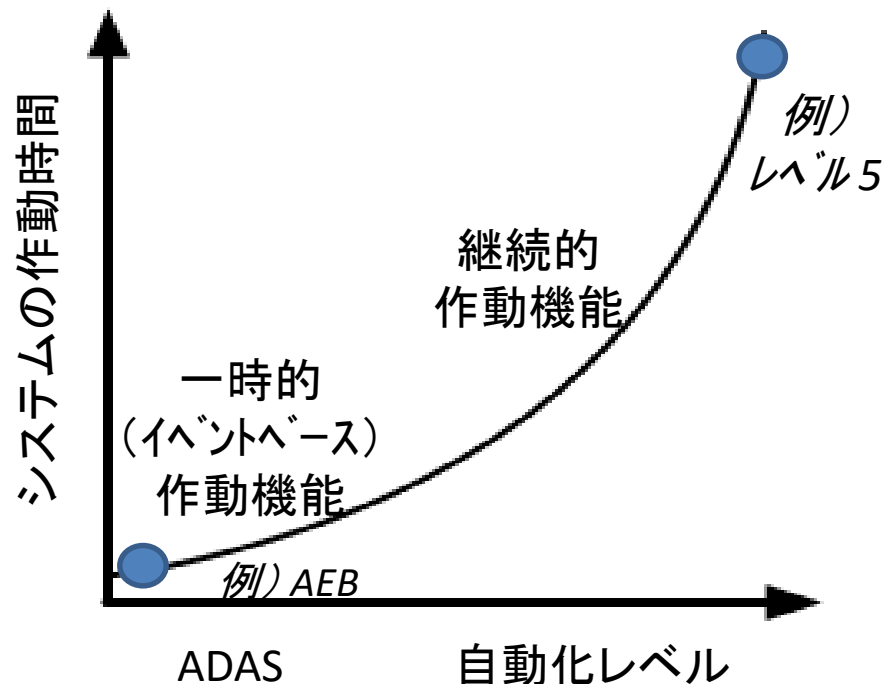 システムの作動時間
例）
レベル5
継続的
作動機能
一時的
（イベントベース）
作動機能
例）AEB
ADAS
自動化レベル